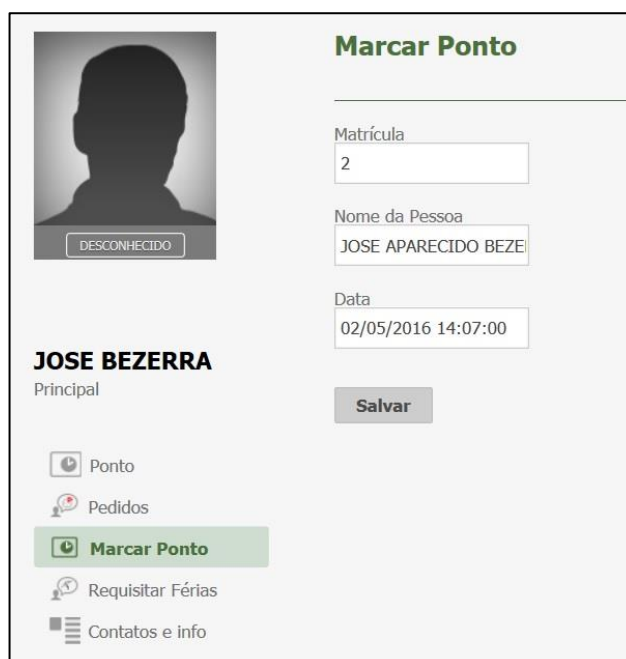 DESCONHECIDO
JOSE BEZERRA
Principal
Ponto
Pedidos
Marcar Ponto
Requisitar Férias
Contatos e info
Marcar Ponto
Matrícula
2
Nome da Pessoa
JOSE APARECIDO BEZE
Data
02/05/2016 14:07:00
Salvar